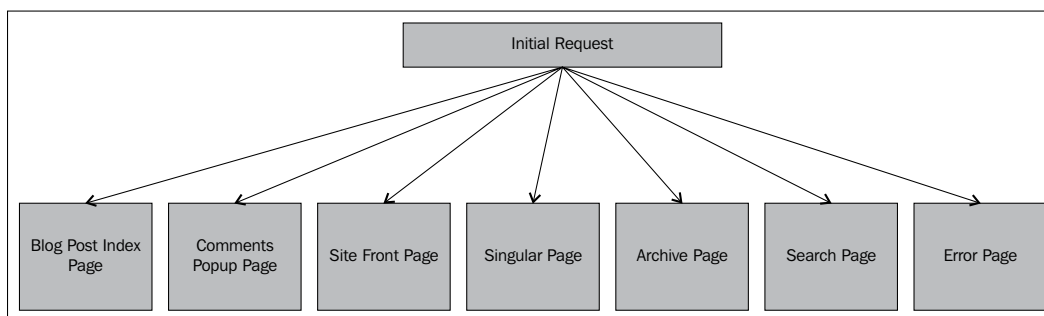 Initial Request
Blog Post Index
Page
Comments
Popup Page
Site Front Page
Singular Page
Archive Page
Search Page
Error Page